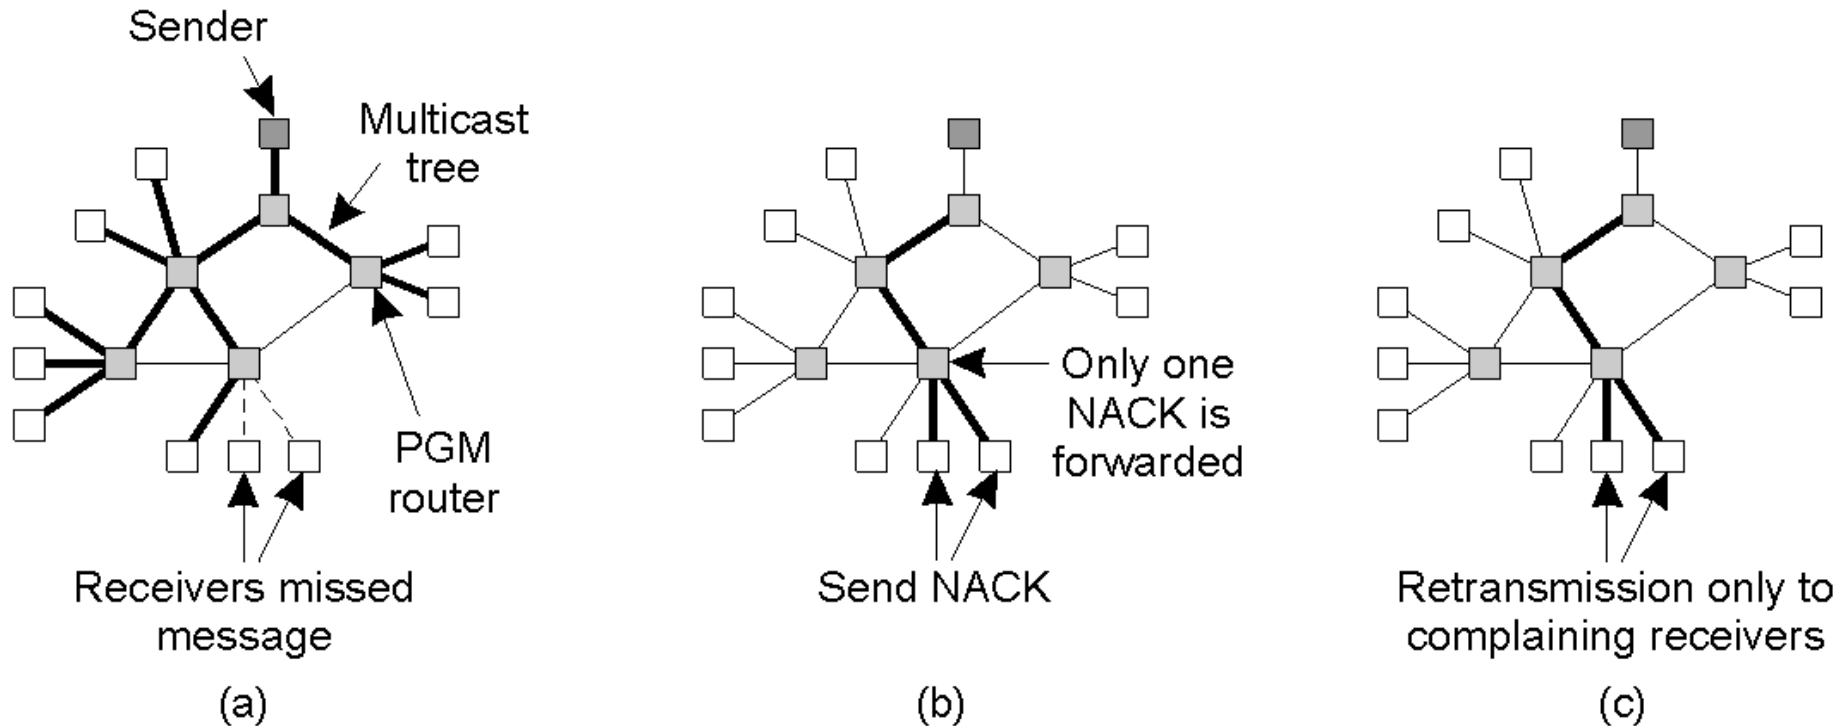 Sender
Multicast
tree
PGM
router
Receivers missed
message
(a)
Only one
NACK is
forwarded
Send NACK
(b)
Retransmission only to
complaining receivers
(c)